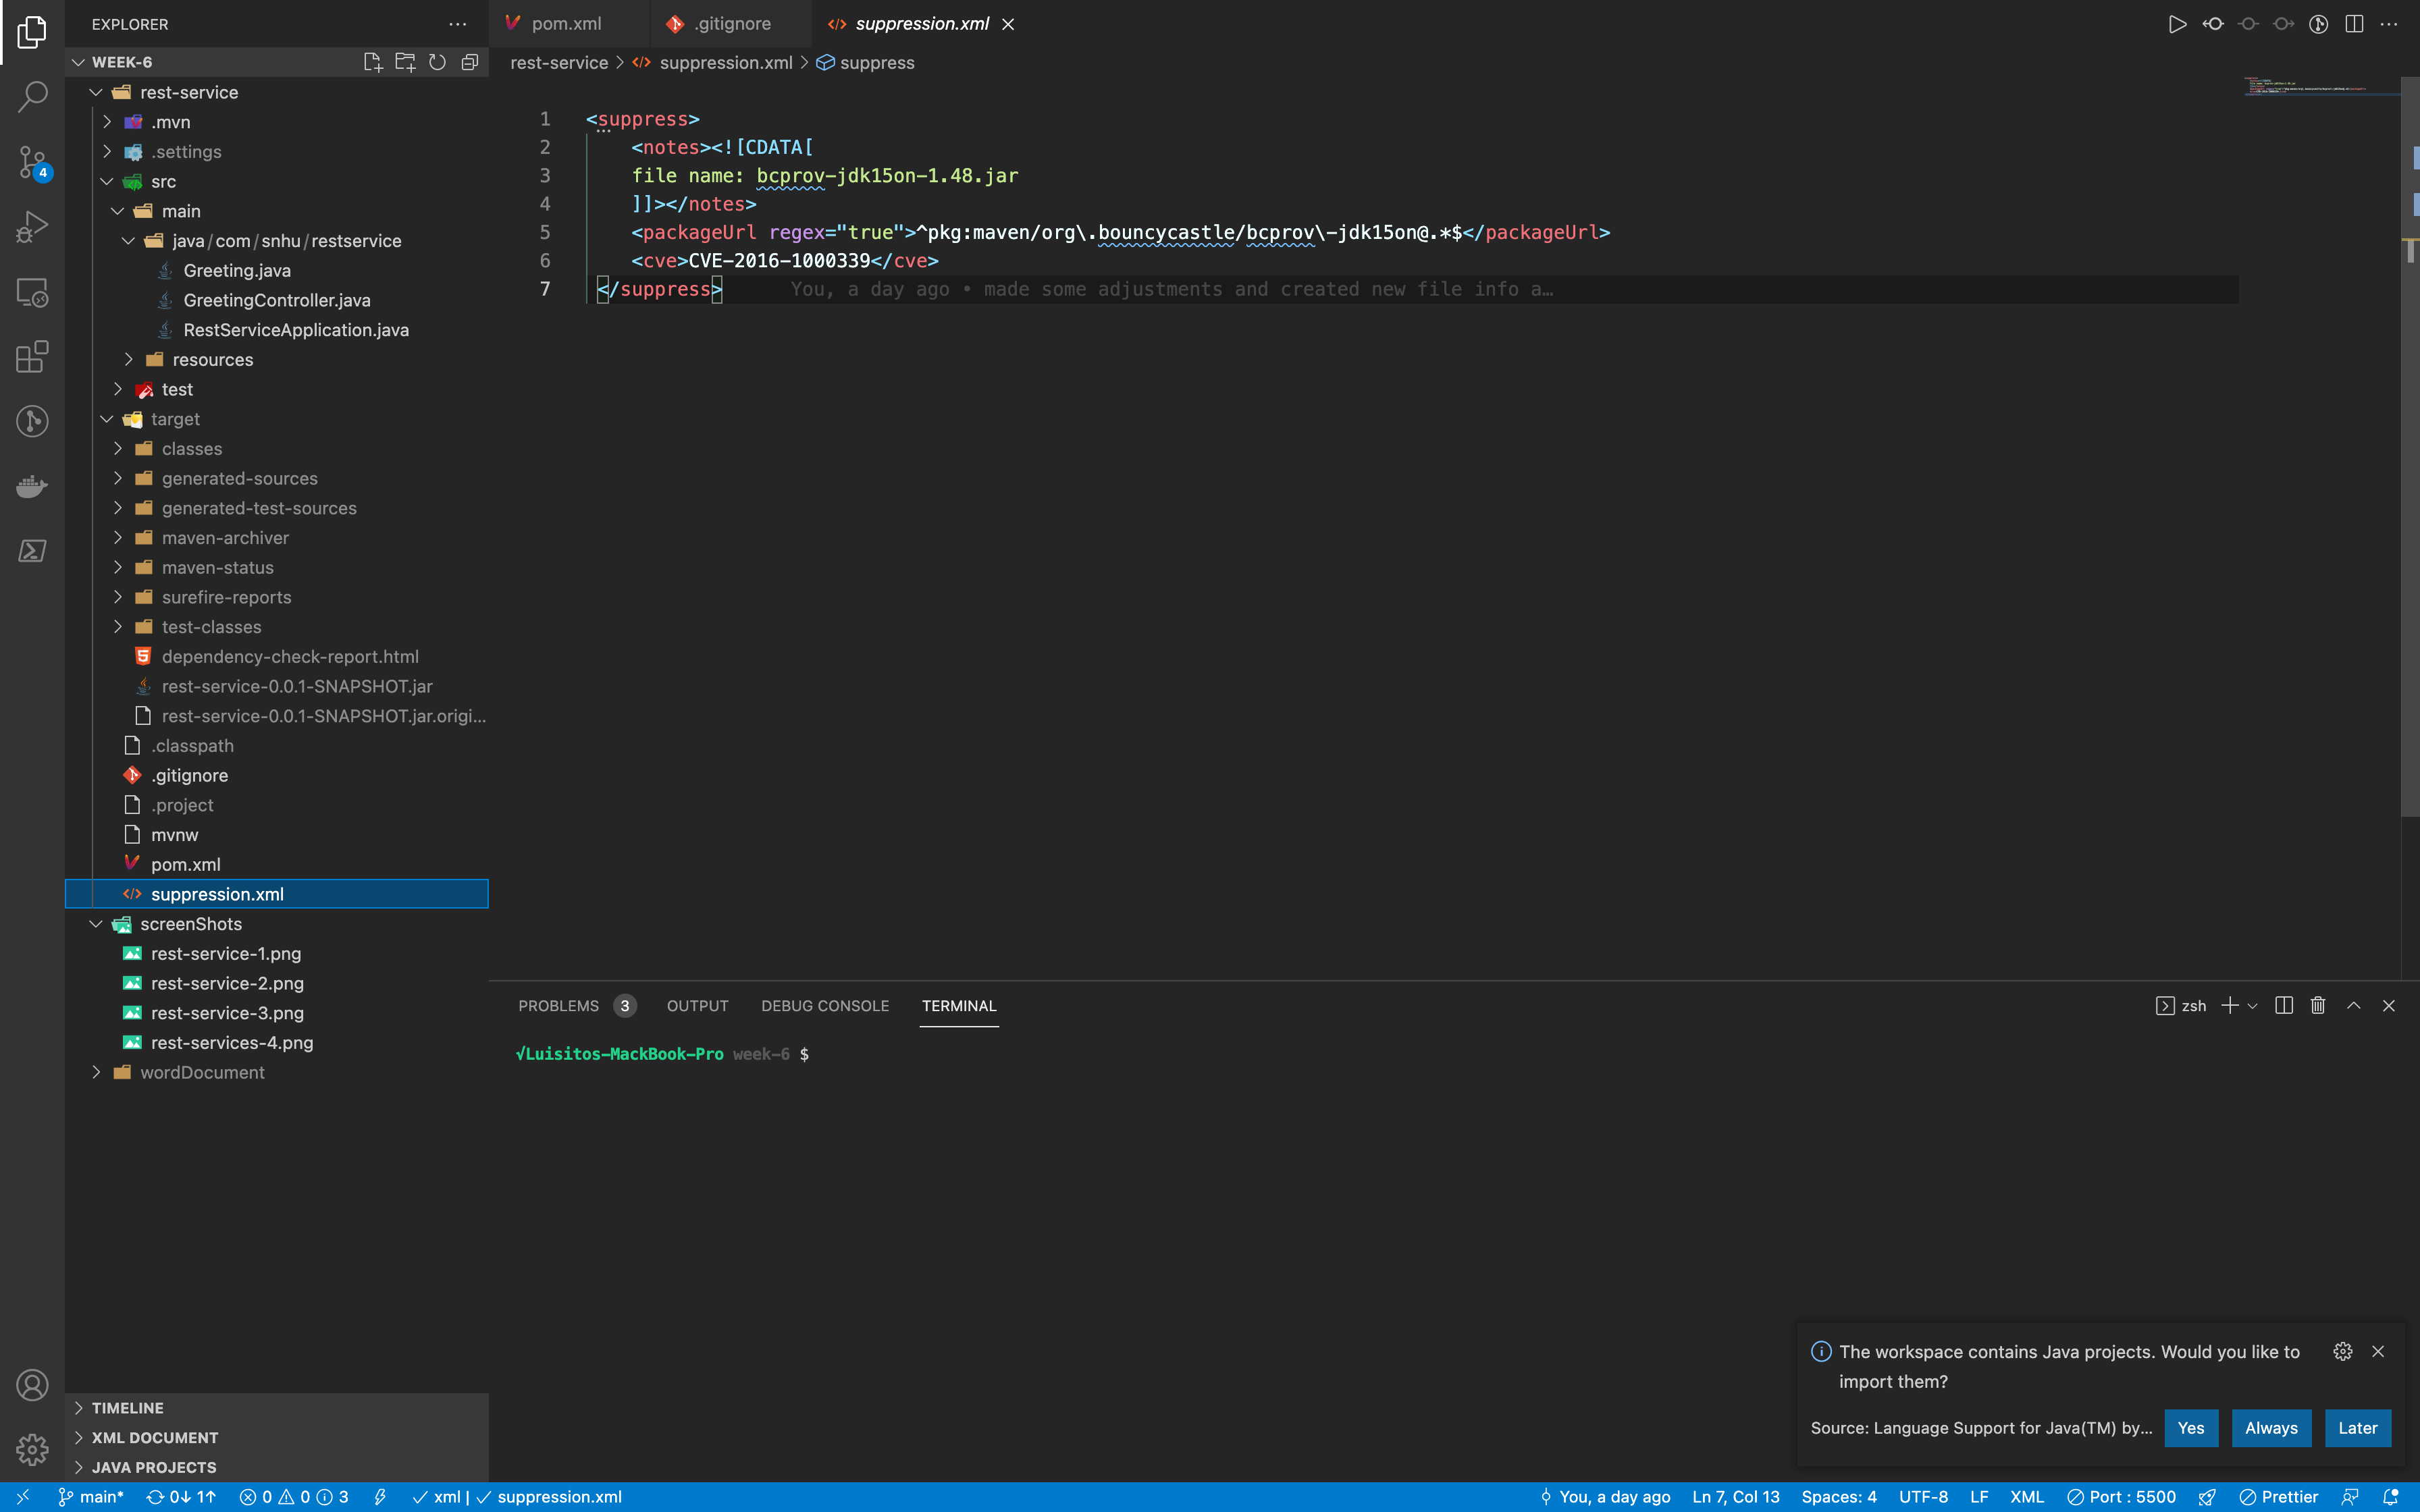 EXPLORER
WEEK-6
rest-service
.mvn
.settings
src
main
java/com/snhu/restservice
Greeting.java
GreetingController.java
RestServiceApplication.java
resources
test
target
classes
generated-sources
generated-test-sources
maven-archiver
maven-status
surefire-reports
test-classes
dependency-check-report.html
rest-service-0.0.1-SNAPSHOT.jar
rest-service-0.0.1-SNAPSHOT.jar.origi...
.classpath
.gitignore
.project
mvnw
pom.xml
suppression.xml
screenShots
rest-service-1.png
rest-service-2.png
rest-service-3.png
rest-services-4.png
wordDocument
TIMELINE
XML DOCUMENT
JAVA PROJECTS
4
pom.xml .gitignore suppression.xml
rest-service > suppression.xml > suppress
1 <suppress>
2 <notes><![CDATA[
3 file name: bcprov-jdk15on-1.48.jar
4 ]]></notes>
5 <packageUrl regex="true">^pkg:maven/org\.bouncycastle/bcprov\-jdk15on@.*$</packageUrl>
6 <cve>CVE-2016-1000339</cve>
7 </suppress> You, a day ago • made some adjustments and created new file info a…
PROBLEMS 3 OUTPUT DEBUG CONSOLE TERMINAL
zsh
√Luisitos-MackBook-Pro week-6 $
The workspace contains Java projects. Would you like to
import them?
Source: Language Support for Java(TM) by... Yes Always Later
main* 0↓ 1↑ 0 0 3 xml | suppression.xml
You, a day ago Ln 7, Col 13 Spaces: 4 UTF-8 LF XML Port : 5500 Prettier